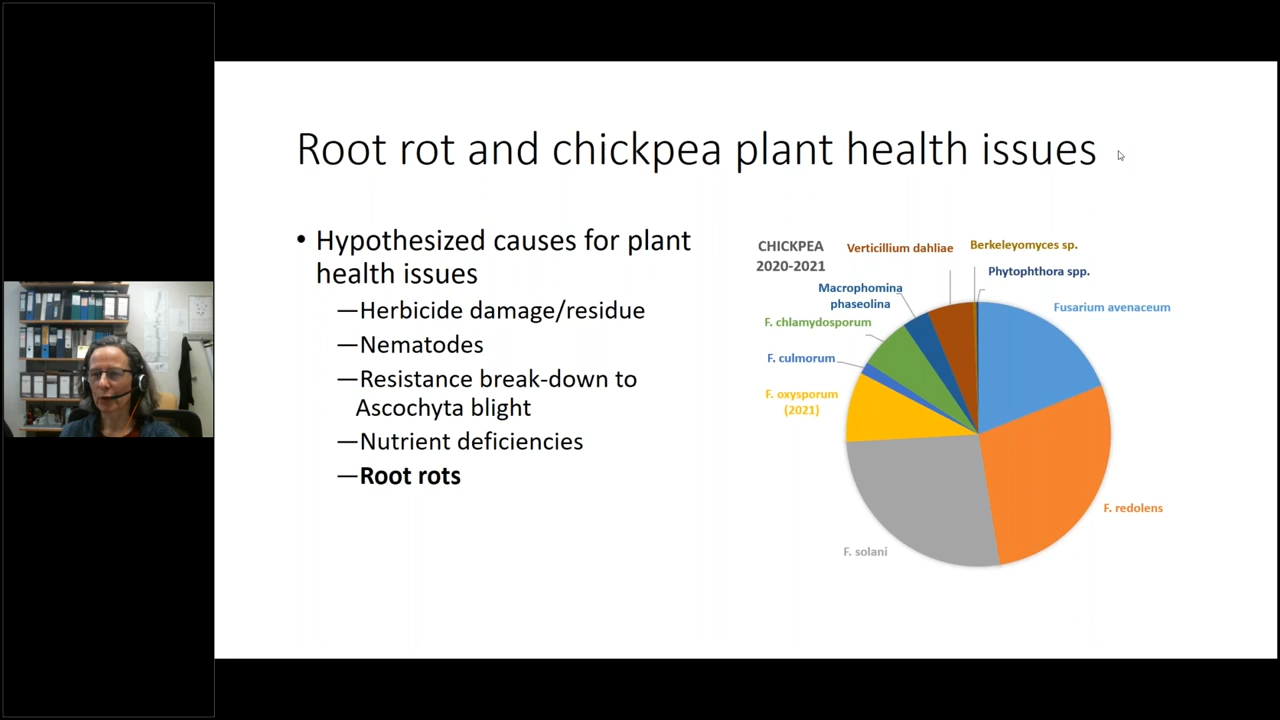 Root rot and chickpea plant health issues
• Hypothesized causes for plant
health issues
—Herbicide damage/residue
—Nematodes
—Resistance break-down to
Ascochyta blight
—Nutrient deficiencies
—Root rots
CHICKPEA
2020-2021
Verticillium dahliae
Berkeleyomyces sp.
Phytophthora spp.
Macrophomina
phaseolina
Fusarium avenaceum
F. chlamydosporum
F. culmorum
F. oxysporum
(2021)
F. redolens
F. solani